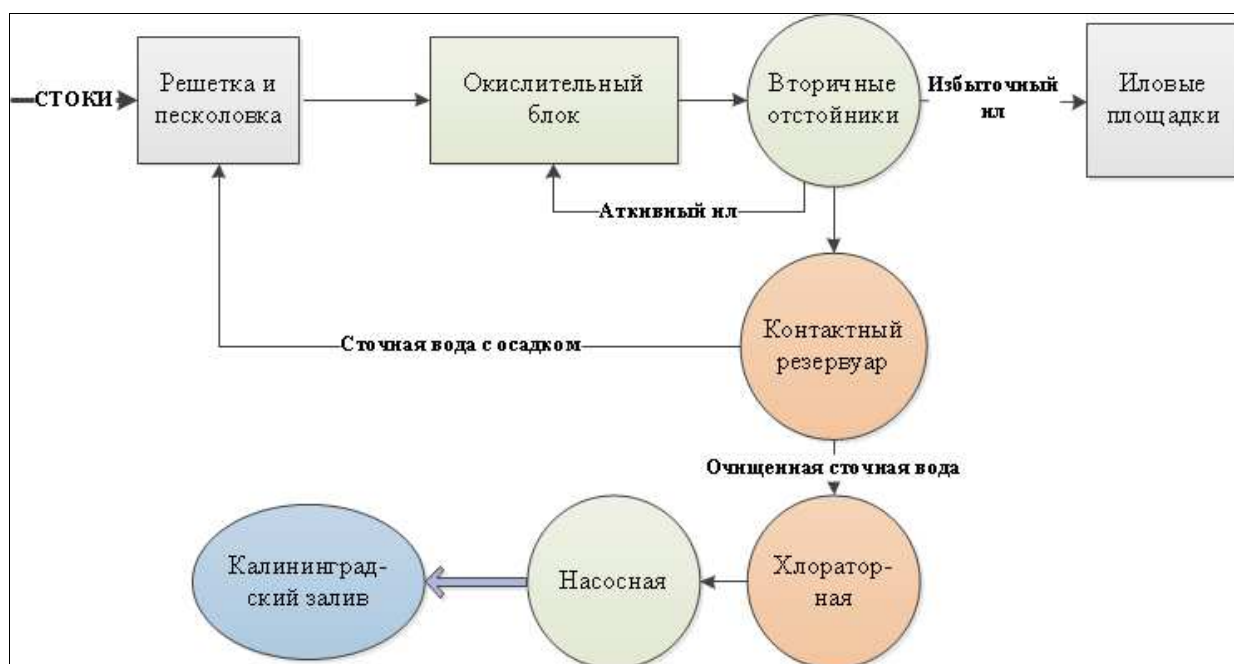 СТОКИ
Решетка и
песколовка
Окислительный
блок
Вторичные
отстойники
Избыточный
ил
Иловые
площадки
Аткивный ил
Контактный
резервуар
Сточная вода с осадком
Очищенная сточная вода
Хлоратор-
ная
Насосная
Калининград-
ский залив